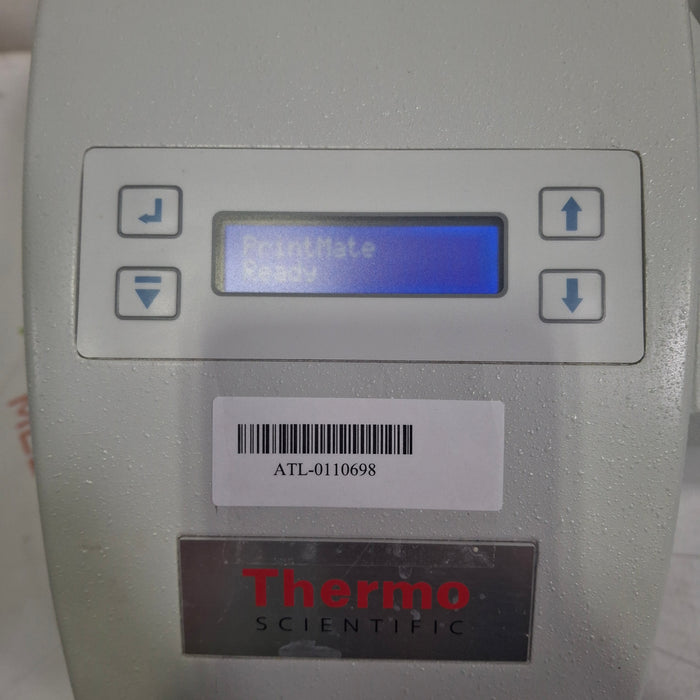 PrintMate
Ready
ATL-0110698
Thermo
SCIENTIFIC